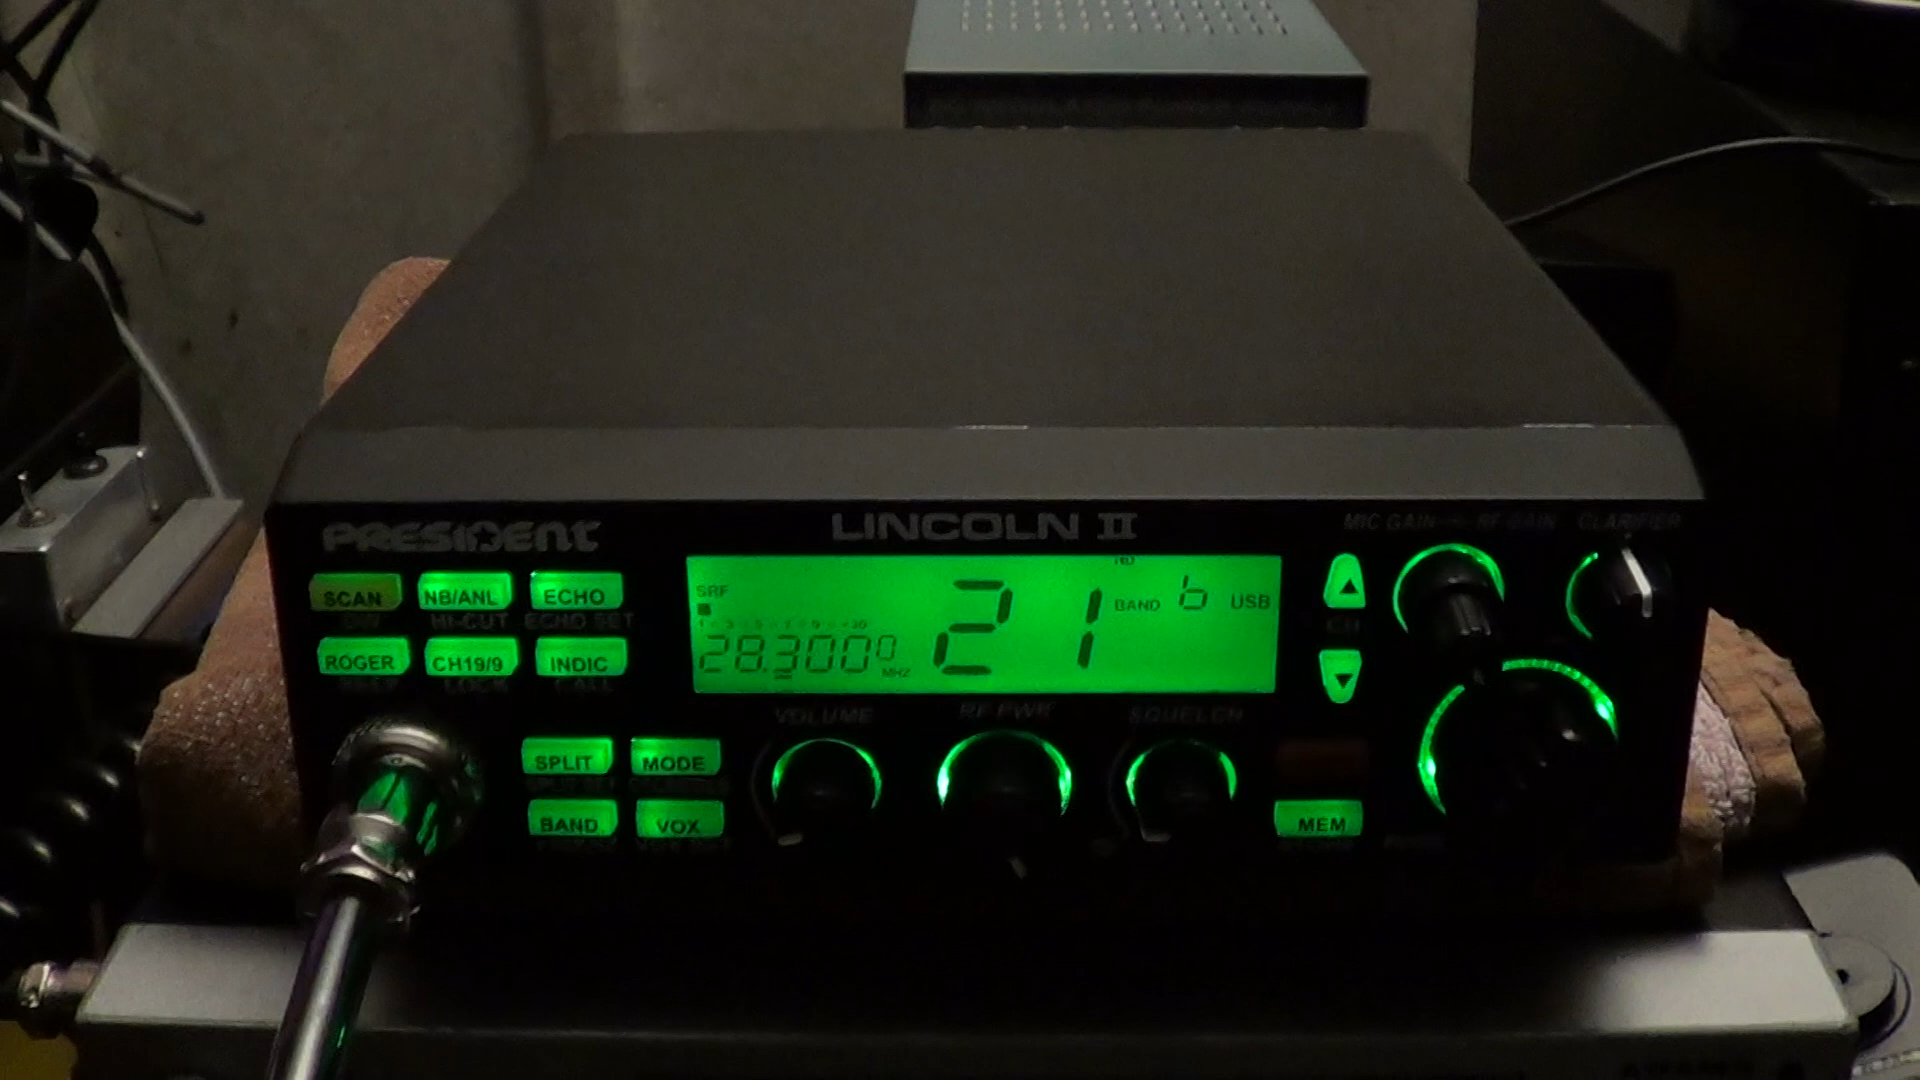 PRESIDENT
LINCOLN II
MIC GAIN RF GAIN CLARIFIER
SCAN NB/ANL ECHO
HI-CUT ECHO SET
ROGER CH19/9 INDIC
LOCK CALL
SRF
28.3000 MHZ
21
BAND b USB
VOLUME RF PWR SQUELCH
SPLIT MODE
BAND VOX
MEM